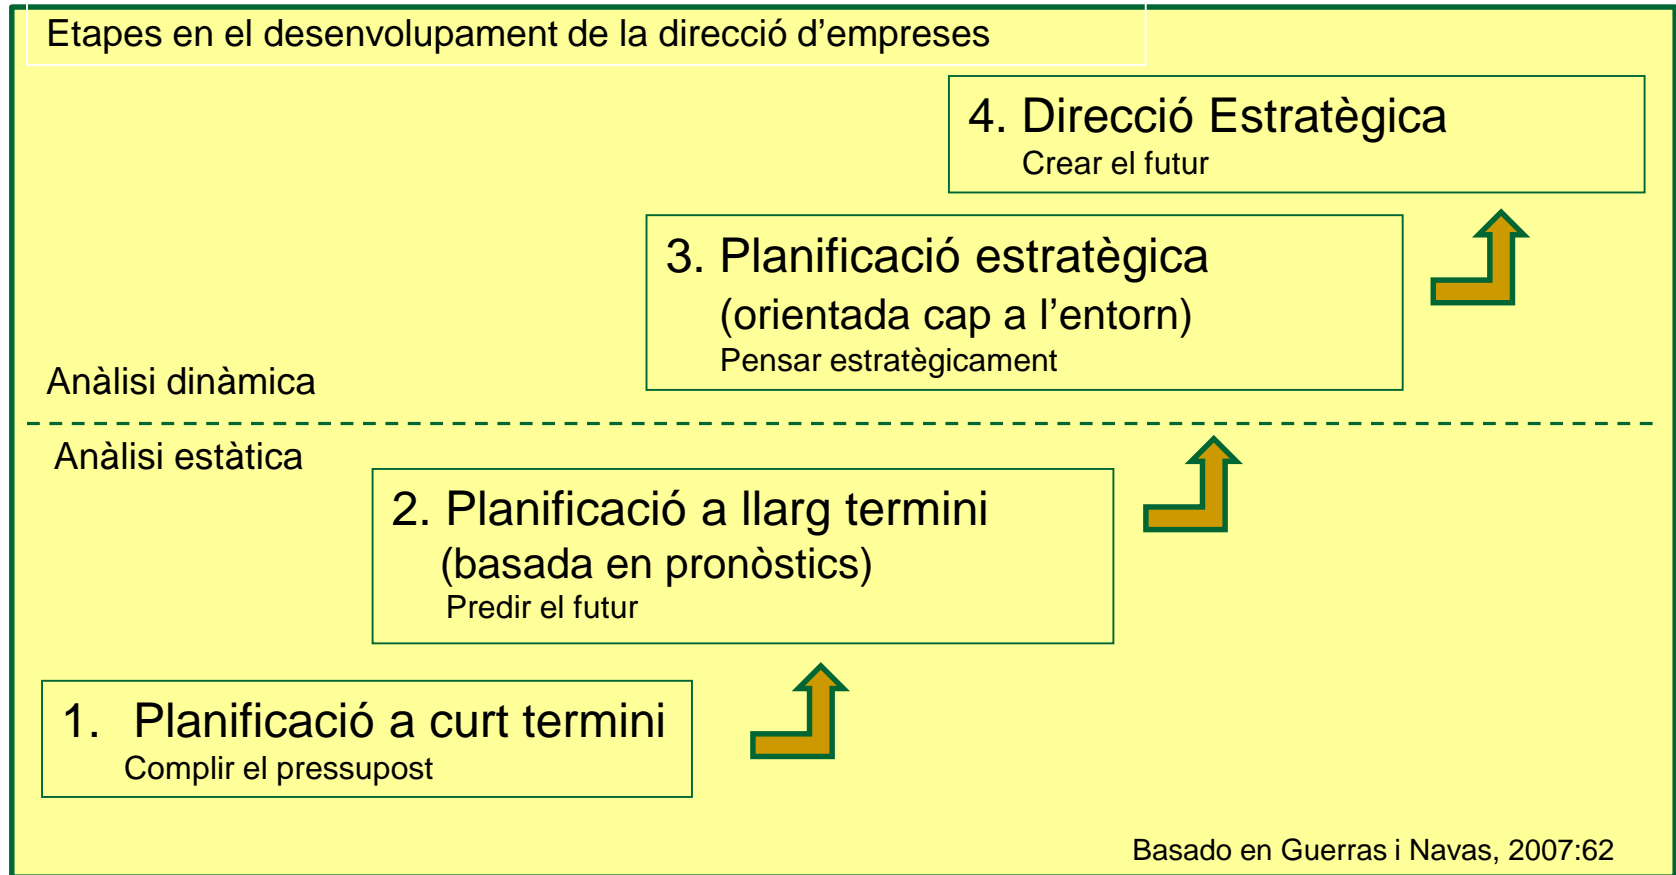 Etapes en el desenvolupament de la direcció d’empreses
4. Direcció Estratègica
Crear el futur
3. Planificació estratègica
(orientada cap a l’entorn)
Pensar estratègicament
Anàlisi dinàmica
Anàlisi estàtica
2. Planificació a llarg termini
(basada en pronòstics)
Predir el futur
1. Planificació a curt termini
Complir el pressupost
Basado en Guerras i Navas, 2007:62